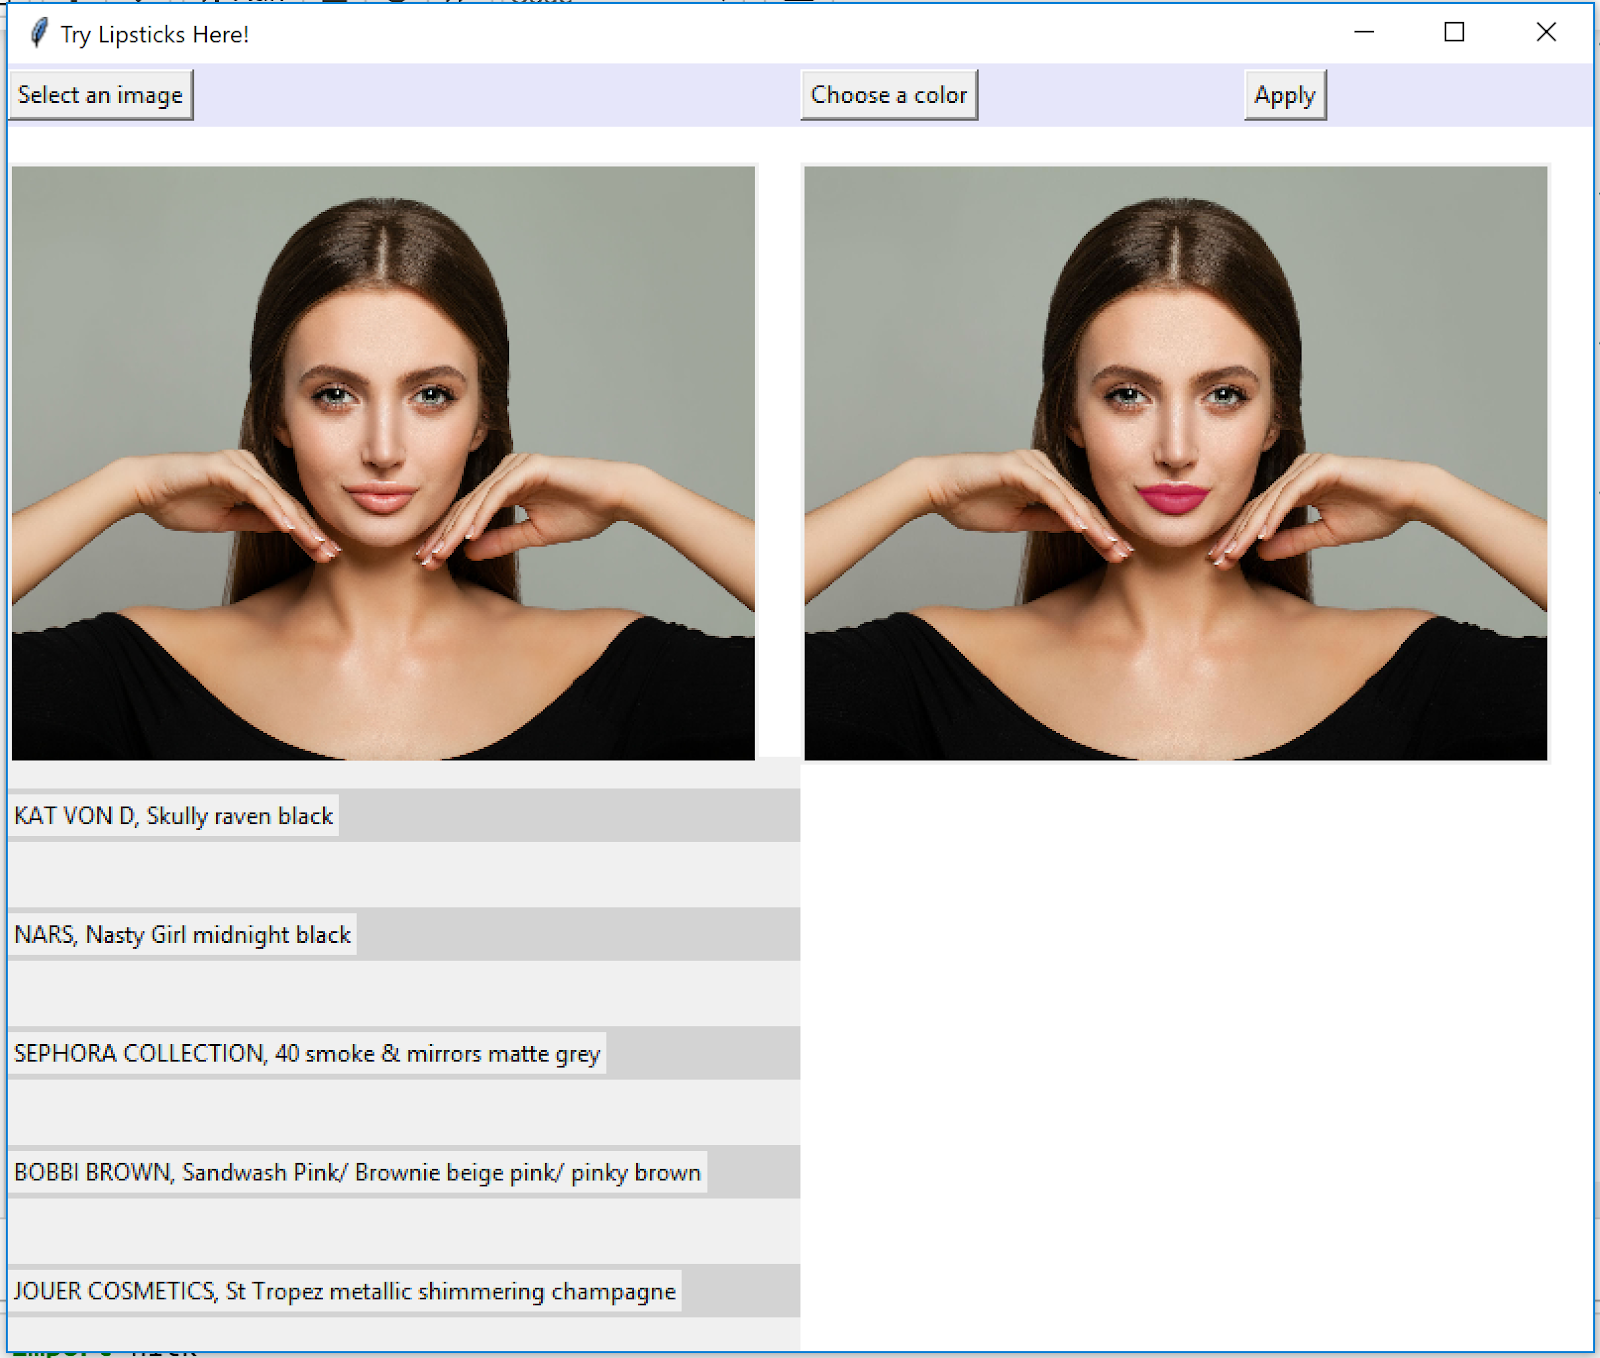 Try Lipsticks Here!
Select an image
Choose a color
Apply
KAT VON D, Skully raven black
NARS, Nasty Girl midnight black
SEPHORA COLLECTION, 40 smoke & mirrors matte grey
BOBBI BROWN, Sandwash Pink/ Brownie beige pink/ pinky brown
JOUER COSMETICS, St Tropez metallic shimmering champagne